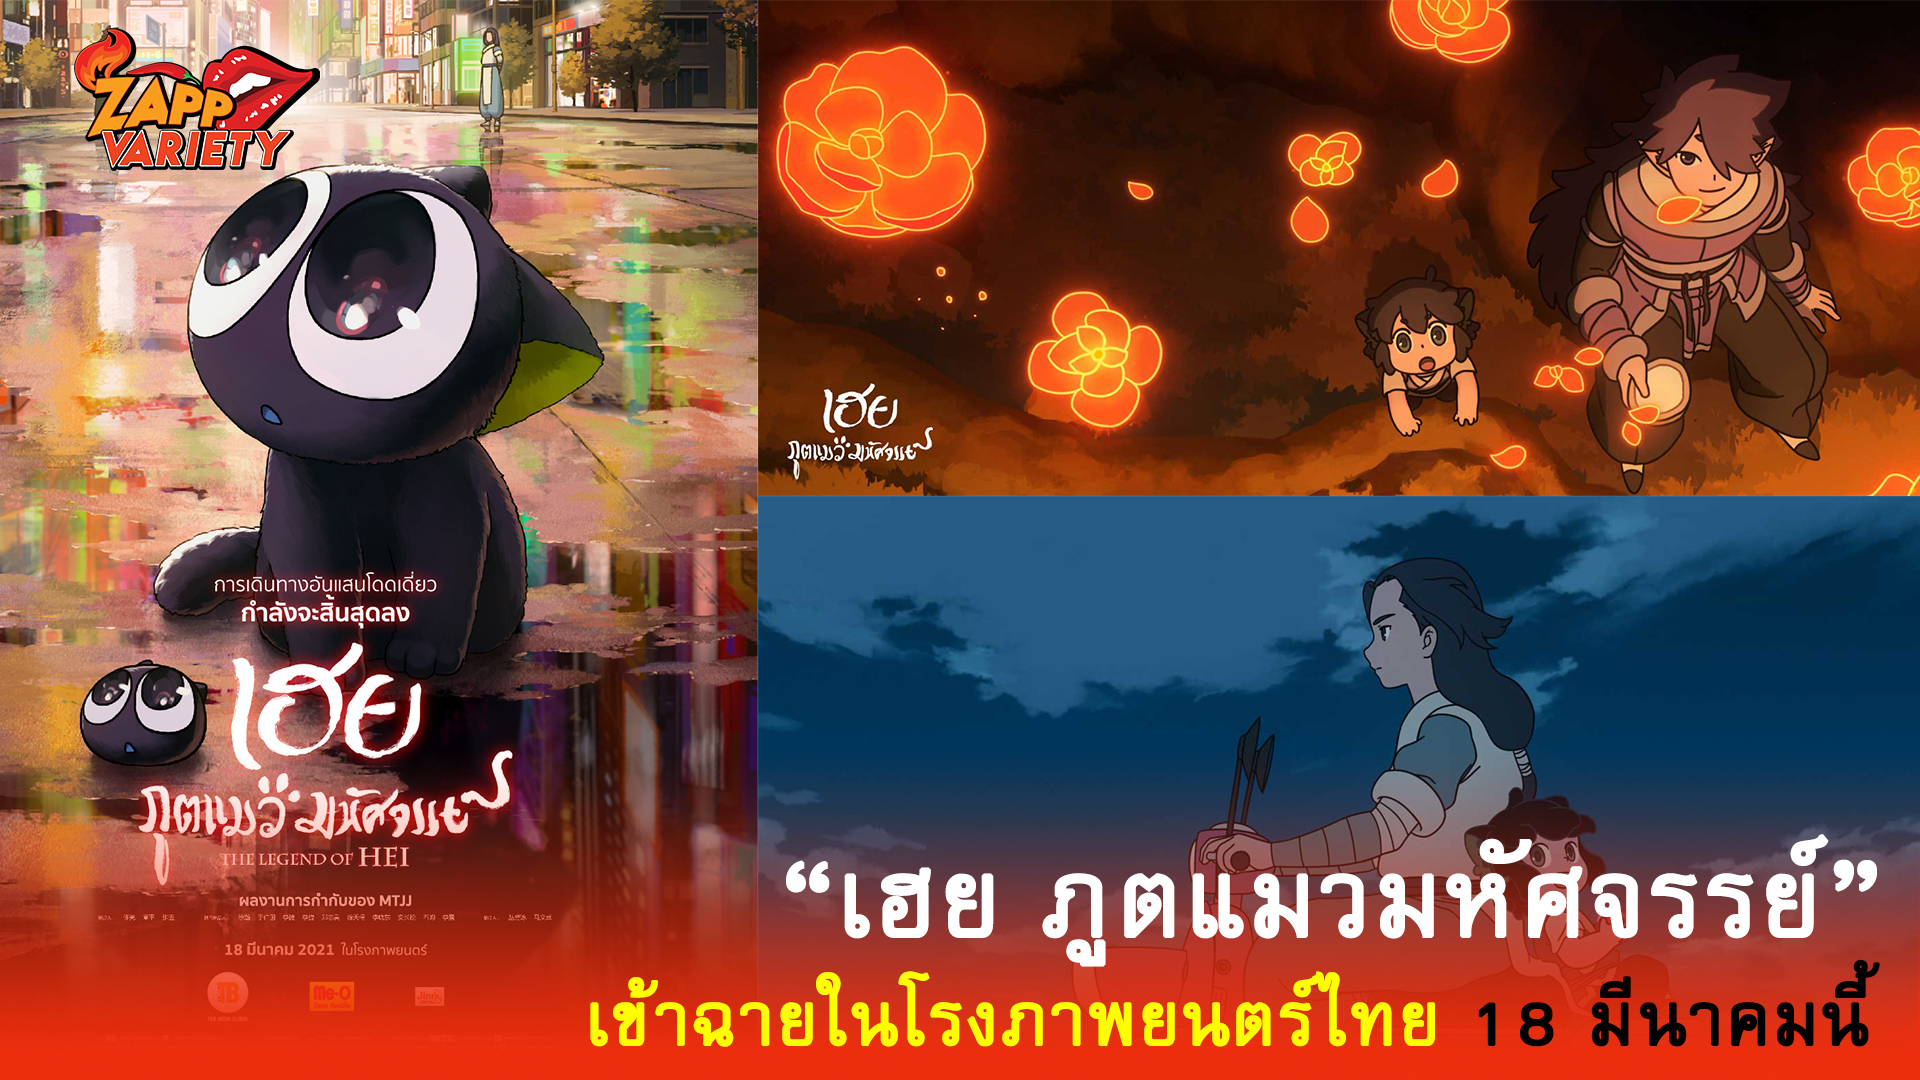 ZAPP
VARIETY
การเดินทางอันแสนโดดเดี่ยว
กำลังจะสิ้นสุดลง
เฮย
ภูตแมวมหัศจรรย์
THE LEGEND OF HEI
ผลงานการกำกับของ MTJJ
18 มีนาคม 2021 ในโรงภาพยนตร์
Me-O
เฮย
ภูตแมวมหัศจรรย์
“เฮย ภูตแมวมหัศจรรย์”
เข้าฉายในโรงภาพยนตร์ไทย 18 มีนาคมนี้